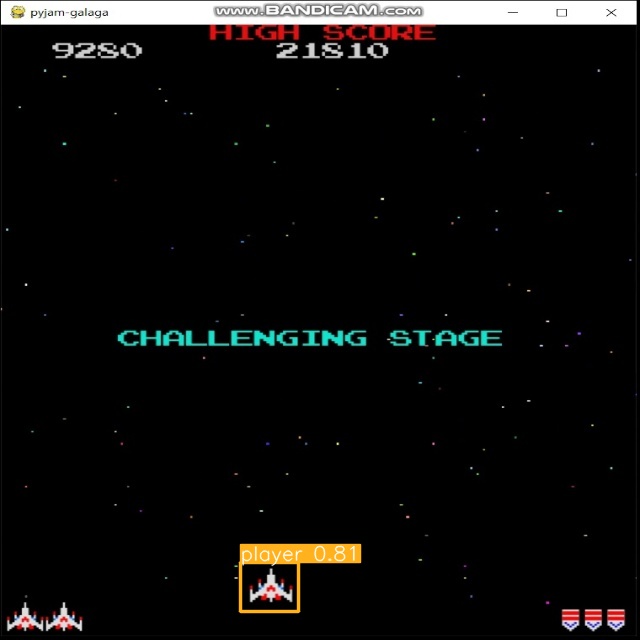 pyjam-galaga
www.BANDICAM.com
HIGH SCORE
9280 21810
CHALLENGING STAGE
player 0.81